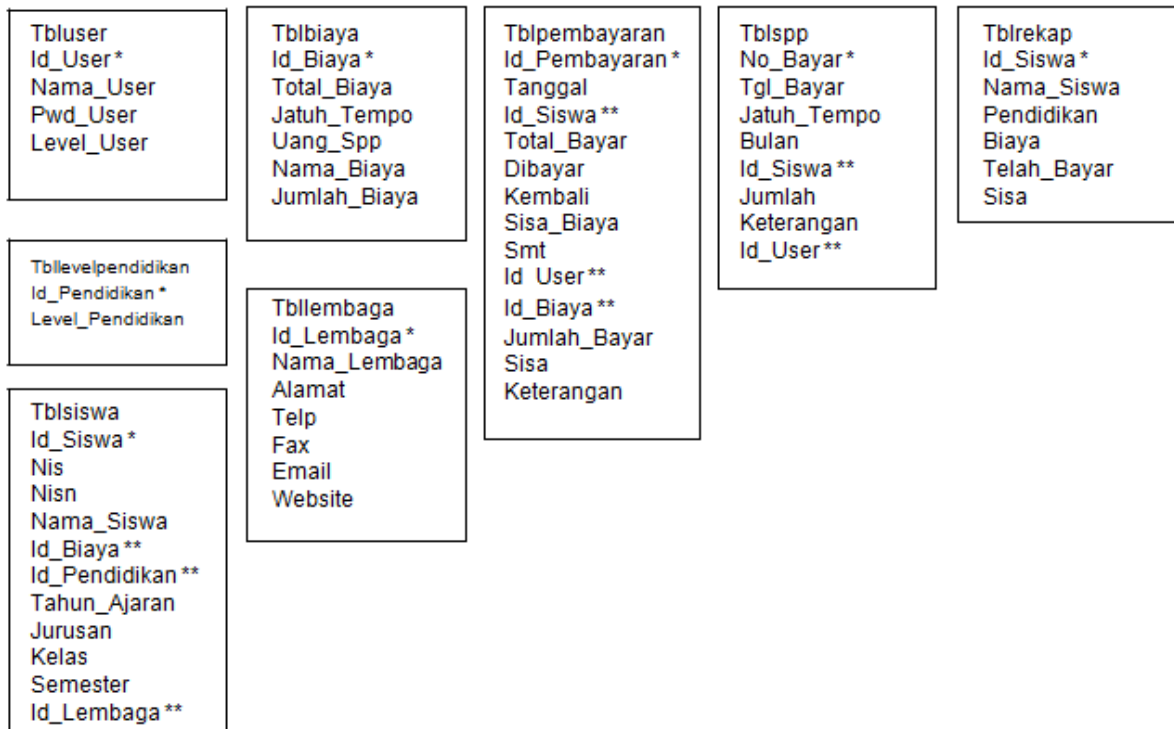 Tbluser
Id_User *
Nama_User
Pwd_User
Level_User
Tblbiaya
Id_Biaya *
Total_Biaya
Jatuh_Tempo
Uang_Spp
Nama_Biaya
Jumlah_Biaya
Tblpembayaran
Id_Pembayaran *
Tanggal
Id_Siswa **
Total_Bayar
Dibayar
Kembali
Sisa_Biaya
Smt
Id_User **
Id_Biaya **
Jumlah_Bayar
Sisa
Keterangan
Tblspp
No_Bayar *
Tgl_Bayar
Jatuh_Tempo
Bulan
Id_Siswa **
Jumlah
Keterangan
Id_User **
Tblrekap
Id_Siswa *
Nama_Siswa
Pendidikan
Biaya
Telah_Bayar
Sisa
Tbllevelpendidikan
Id_Pendidikan *
Level_Pendidikan
Tbllembaga
Id_Lembaga *
Nama_Lembaga
Alamat
Telp
Fax
Email
Website
Tblsiswa
Id_Siswa *
Nis
Nisn
Nama_Siswa
Id_Biaya **
Id_Pendidikan **
Tahun_Ajaran
Jurusan
Kelas
Semester
Id_Lembaga **